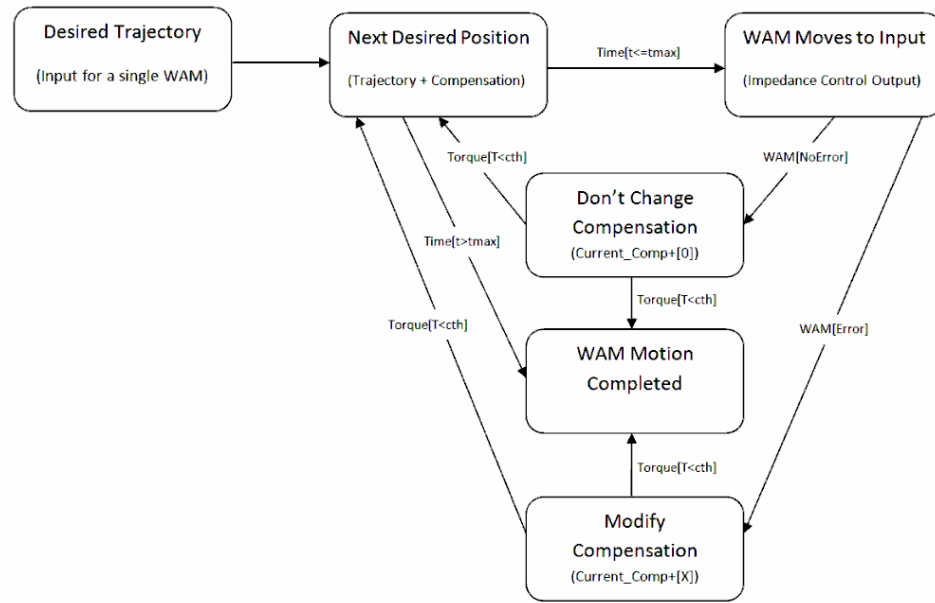 Desired Trajectory
(Input for a single WAM)
Next Desired Position
(Trajectory + Compensation)
Time[t<=tmax]
WAM Moves to Input
(Impedance Control Output)
Torque[T<cth]
WAM[NoError]
Don't Change
Compensation
(Current_Comp+[0])
Time[t>tmax]
Torque[T<cth]
Torque[T<cth]
WAM[Error]
WAM Motion
Completed
Torque[T<cth]
Modify
Compensation
(Current_Comp+[X])